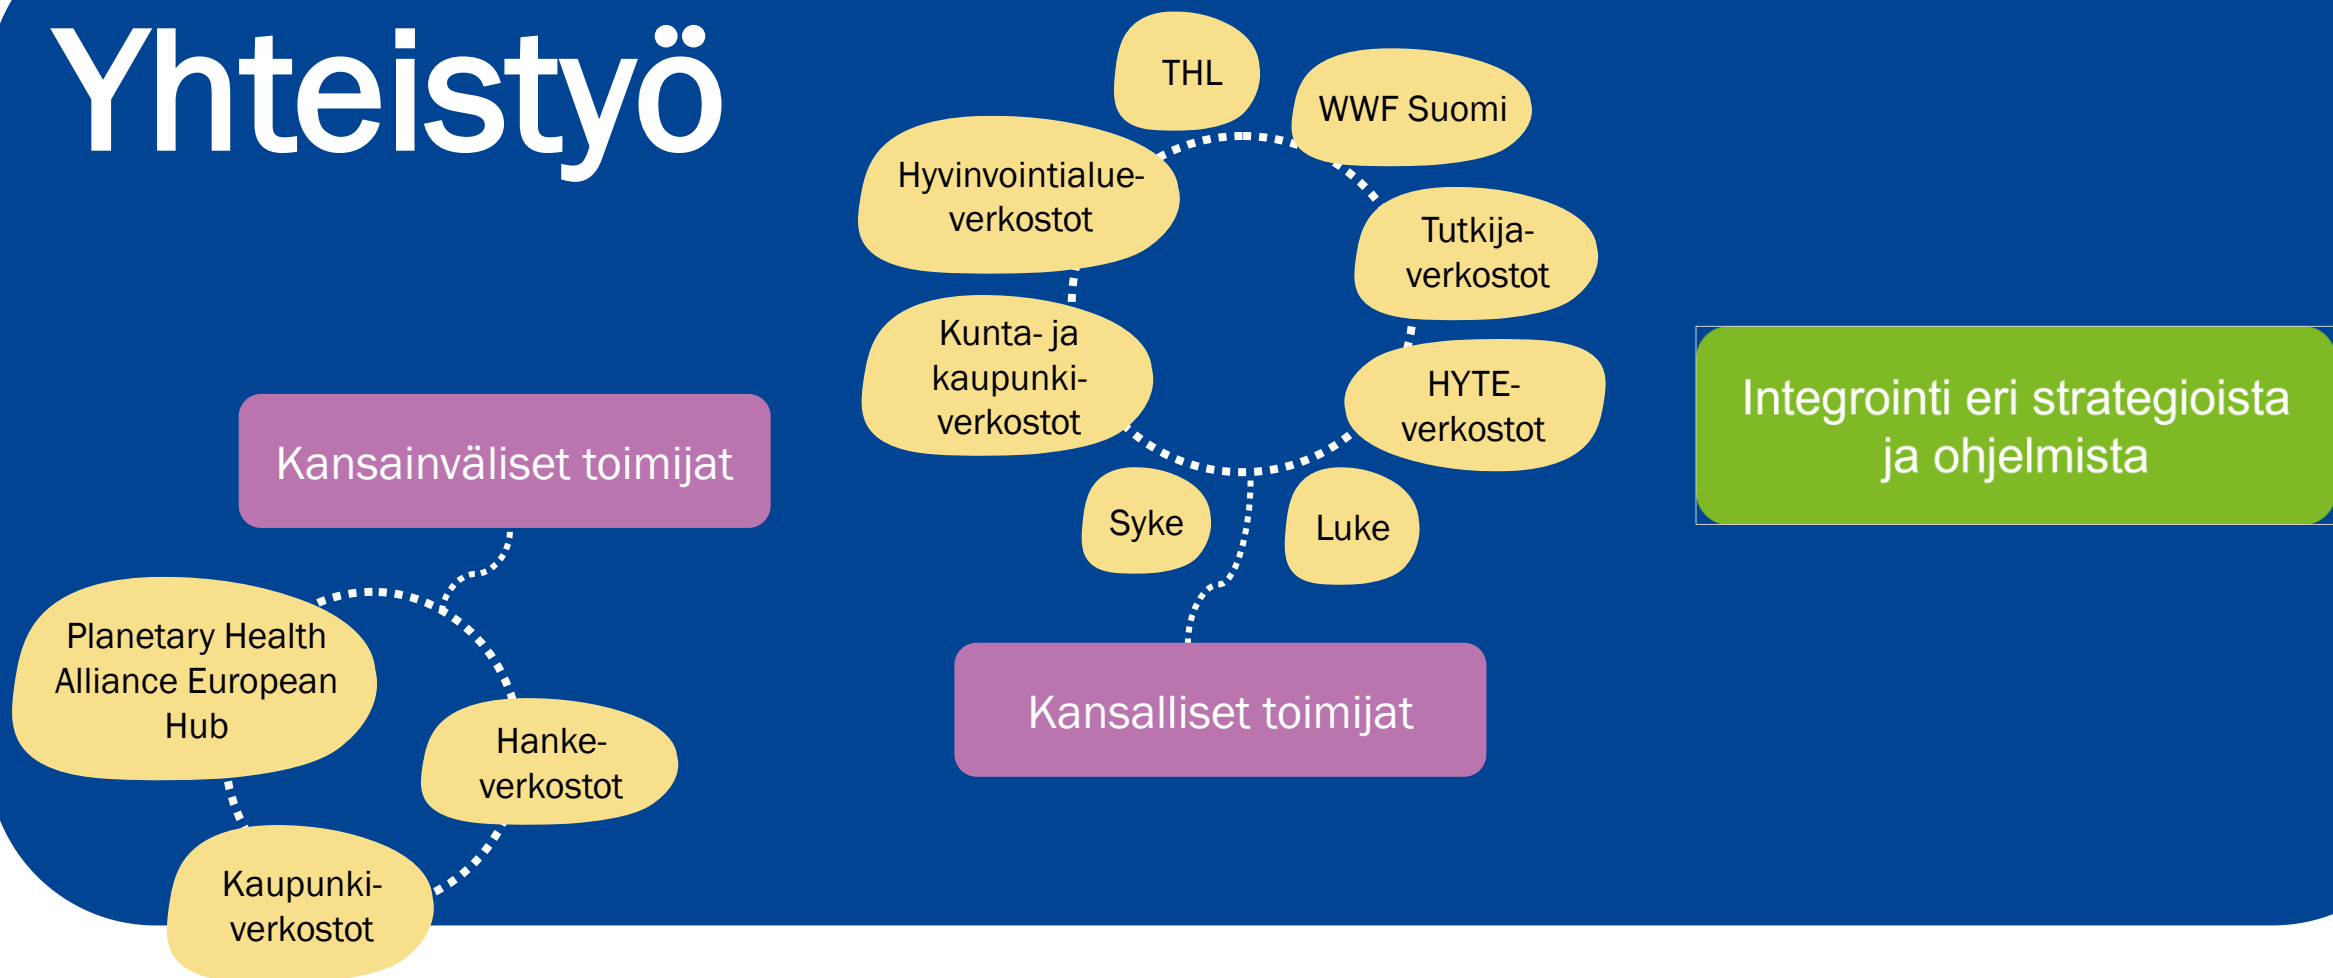 Yhteistyö
THL
WWF Suomi
Hyvinvointialue-
verkostot
Tutkija-
verkostot
Kunta- ja
kaupunki-
verkostot
HYTE-
verkostot
Syke
Luke
Kansalliset toimijat
Kansainväliset toimijat
Planetary Health
Alliance European
Hub
Hanke-
verkostot
Kaupunki-
verkostot
Integrointi eri strategioista
ja ohjelmista